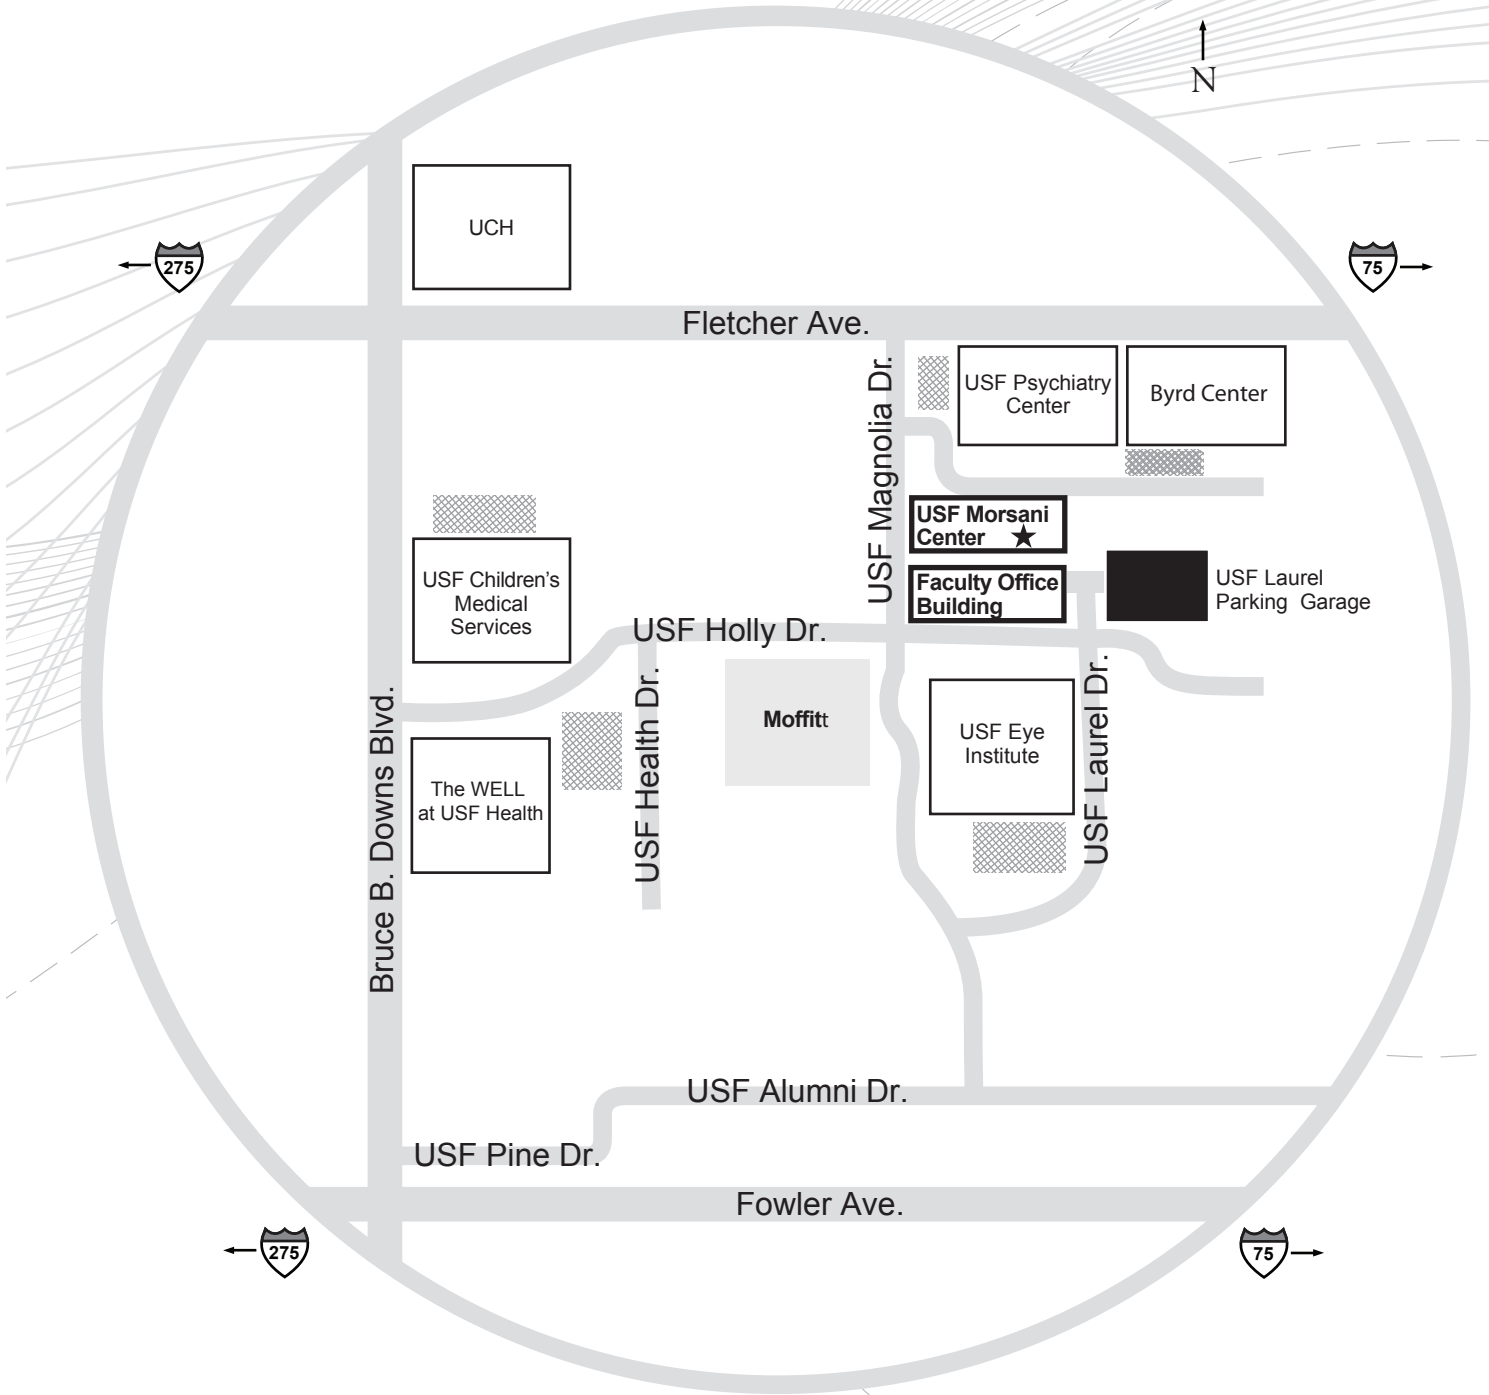 N
UCH
275
75
Fletcher Ave.
USF Magnolia Dr.
USF Psychiatry
Center
Byrd Center
USF Morsani
Center
USF Children's
Medical
Services
Faculty Office
Building
USF Laurel
Parking Garage
USF Holly Dr.
Bruce B. Downs Blvd.
USF Health Dr.
Moffitt
USF Eye
Institute
USF Laurel Dr.
The WELL
at USF Health
USF Alumni Dr.
USF Pine Dr.
Fowler Ave.
275
75